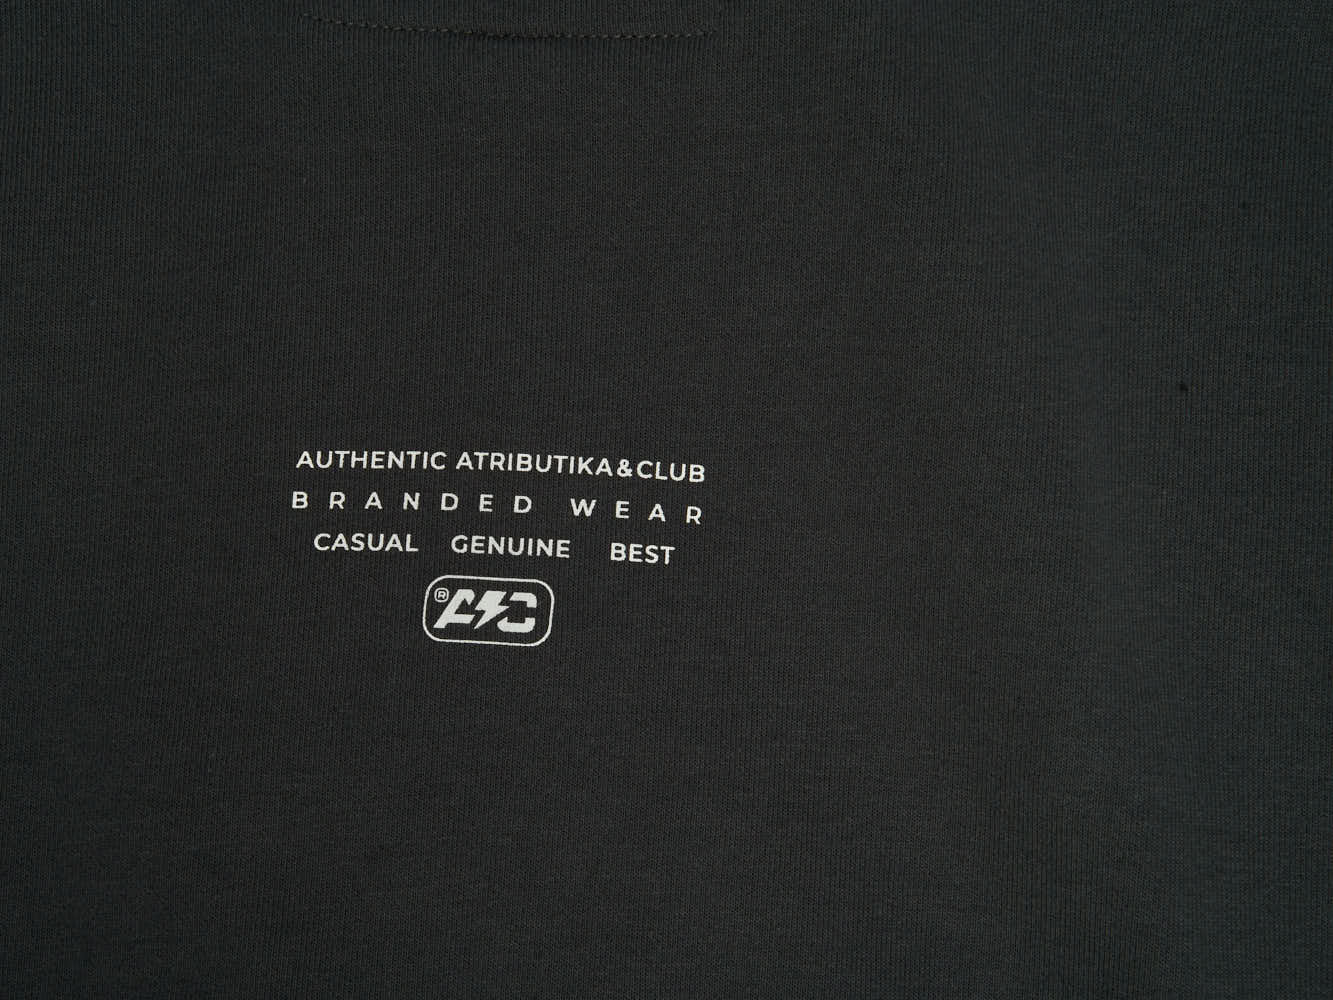 AUTHENTIC ATRIBUTIKA&CLUB
BRANDED WEAR
CASUAL GENUINE BEST
® A⚡C